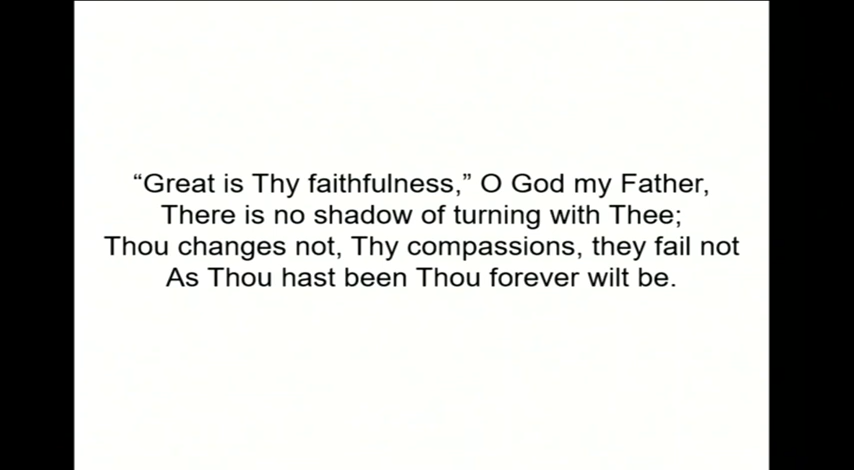 “Great is Thy faithfulness,” O God my Father,
There is no shadow of turning with Thee;
Thou changes not, Thy compassions, they fail not
As Thou hast been Thou forever wilt be.